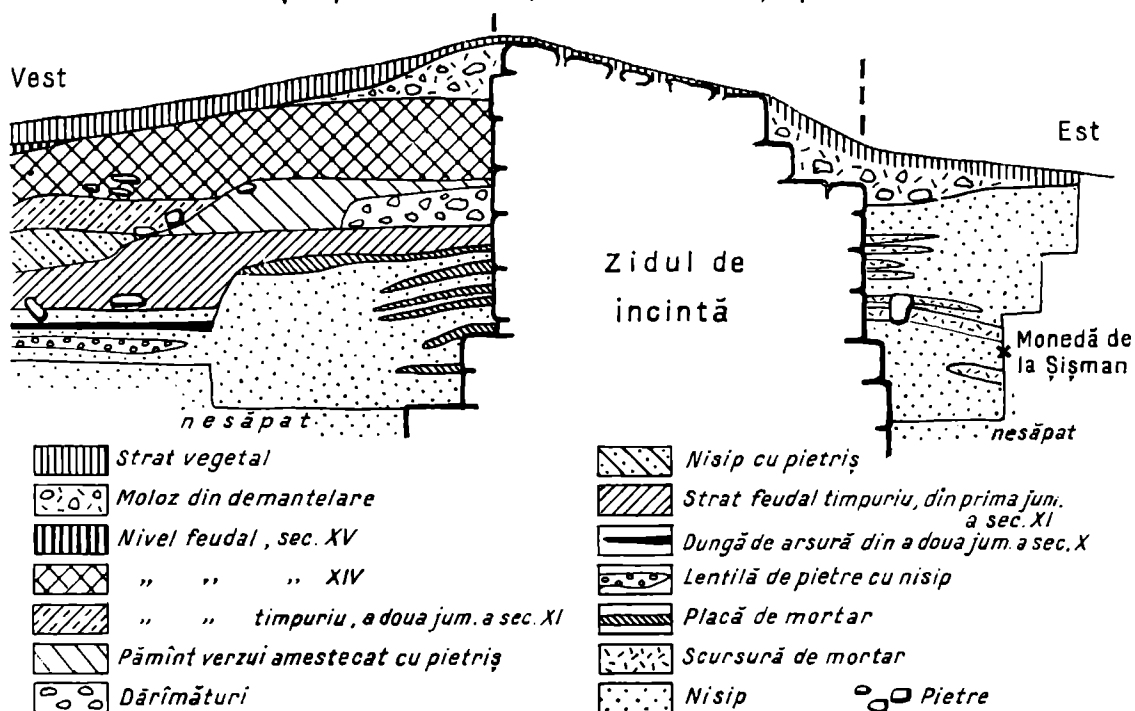 Vest
Est
Zidul de
incintă
Monedă de
la Șișman
nesăpat
nesăpat
Strat vegetal
Moloz din demantelare
Nivel feudal, sec. XV
„ „ „ XIV
„ „ timpuriu, a doua jum. a sec. XI
Pămînt verzui amestecat cu pietriș
Dărîmături
Nisip cu pietriș
Strat feudal timpuriu, din prima jum.
a sec. XI
Dungă de arsură din a doua jum. a sec. X
Lentilă de pietre cu nisip
Placă de mortar
Scursură de mortar
Nisip
Pietre